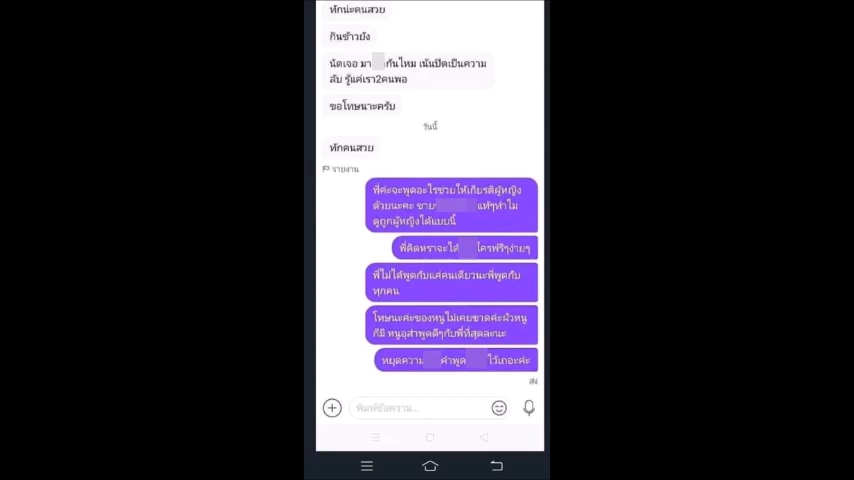 ทักน่ะคนสวย
กินข้าวยัง
นัดเจอ มา กันไหม เน้นปิดเป็นความ
ลับ รู้แค่เรา2คนพอ
ขอโทษนาะครับ
วันนี้
ทักคนสวย
รายงาน
พี่ค่ะจะพูดอะไรช่วยให้เกียรติผู้หญิง
ด้วยนะคะ ชาย แท้ๆทำไม
ดูถูกผู้หญิงได้แบบนี้
พี่คิดหราจะได้ ใครฟรีๆง่ายๆ
พี่ไม่ได้พูดกับแค่คนเดียวนะพี่พูดกับ
ทุกคน
โทษนะค่ะของหนูไม่เคยขาดค่ะผัวหนู
ก็มี หนูอุส่าพูดดีๆกับพี่ที่สุดละนะ
หยุดความ คำพูด ไว้เถอะค่ะ
ส่ง
พิมพ์ข้อความ...